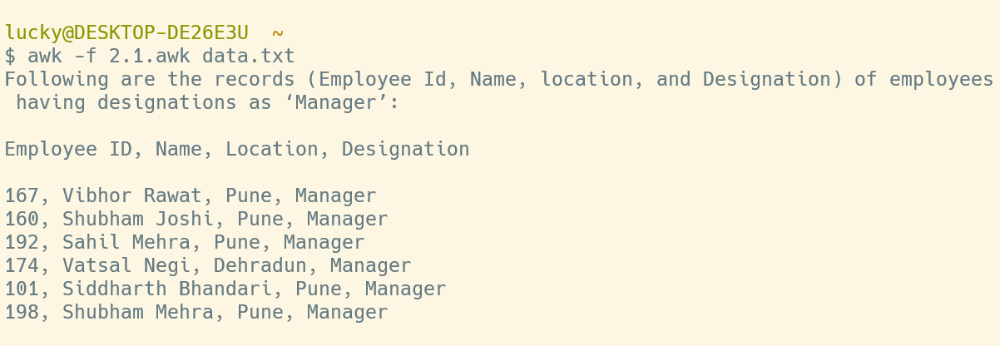 lucky@DESKTOP-DE26E3U  ~
$ awk -f 2.1.awk data.txt
Following are the records (Employee Id, Name, location, and Designation) of employees
 having designations as ‘Manager’:

Employee ID, Name, Location, Designation

167, Vibhor Rawat, Pune, Manager
160, Shubham Joshi, Pune, Manager
192, Sahil Mehra, Pune, Manager
174, Vatsal Negi, Dehradun, Manager
101, Siddharth Bhandari, Pune, Manager
198, Shubham Mehra, Pune, Manager